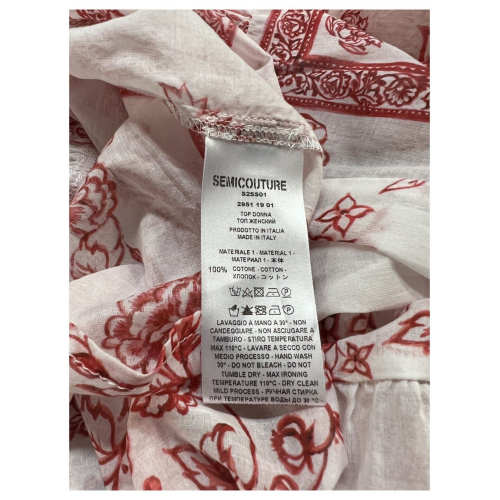 SEMICOUTURE
S2SS01
2951 19 01
TOP DONNA
ТОП ЖЕНСКИЙ
PRODOTTO IN ITALIA
MADE IN ITALY
MATERIALE 1 - MATERIAL 1 -
МАТЕРИАЛ 1 - 本体
100% COTONE - COTTON -
ХЛОПОК - コットン
LAVAGGIO A MANO A 30° - NON
CANDEGGIARE - NON ASCIUGARE A
TAMBURO - STIRO TEMPERATURA
MAX 110°C - LAVARE A SECCO CON
MEDIO PROCESSO - HAND WASH
30° - DO NOT BLEACH - DO NOT
TUMBLE DRY - MAX IRONING
TEMPERATURE 110°C - DRY CLEAN
MILD PROCESS - РУЧНАЯ СТИРКА
ПРИ ТЕМПЕРАТУРЕ ВОДЫ ДО 30 °C